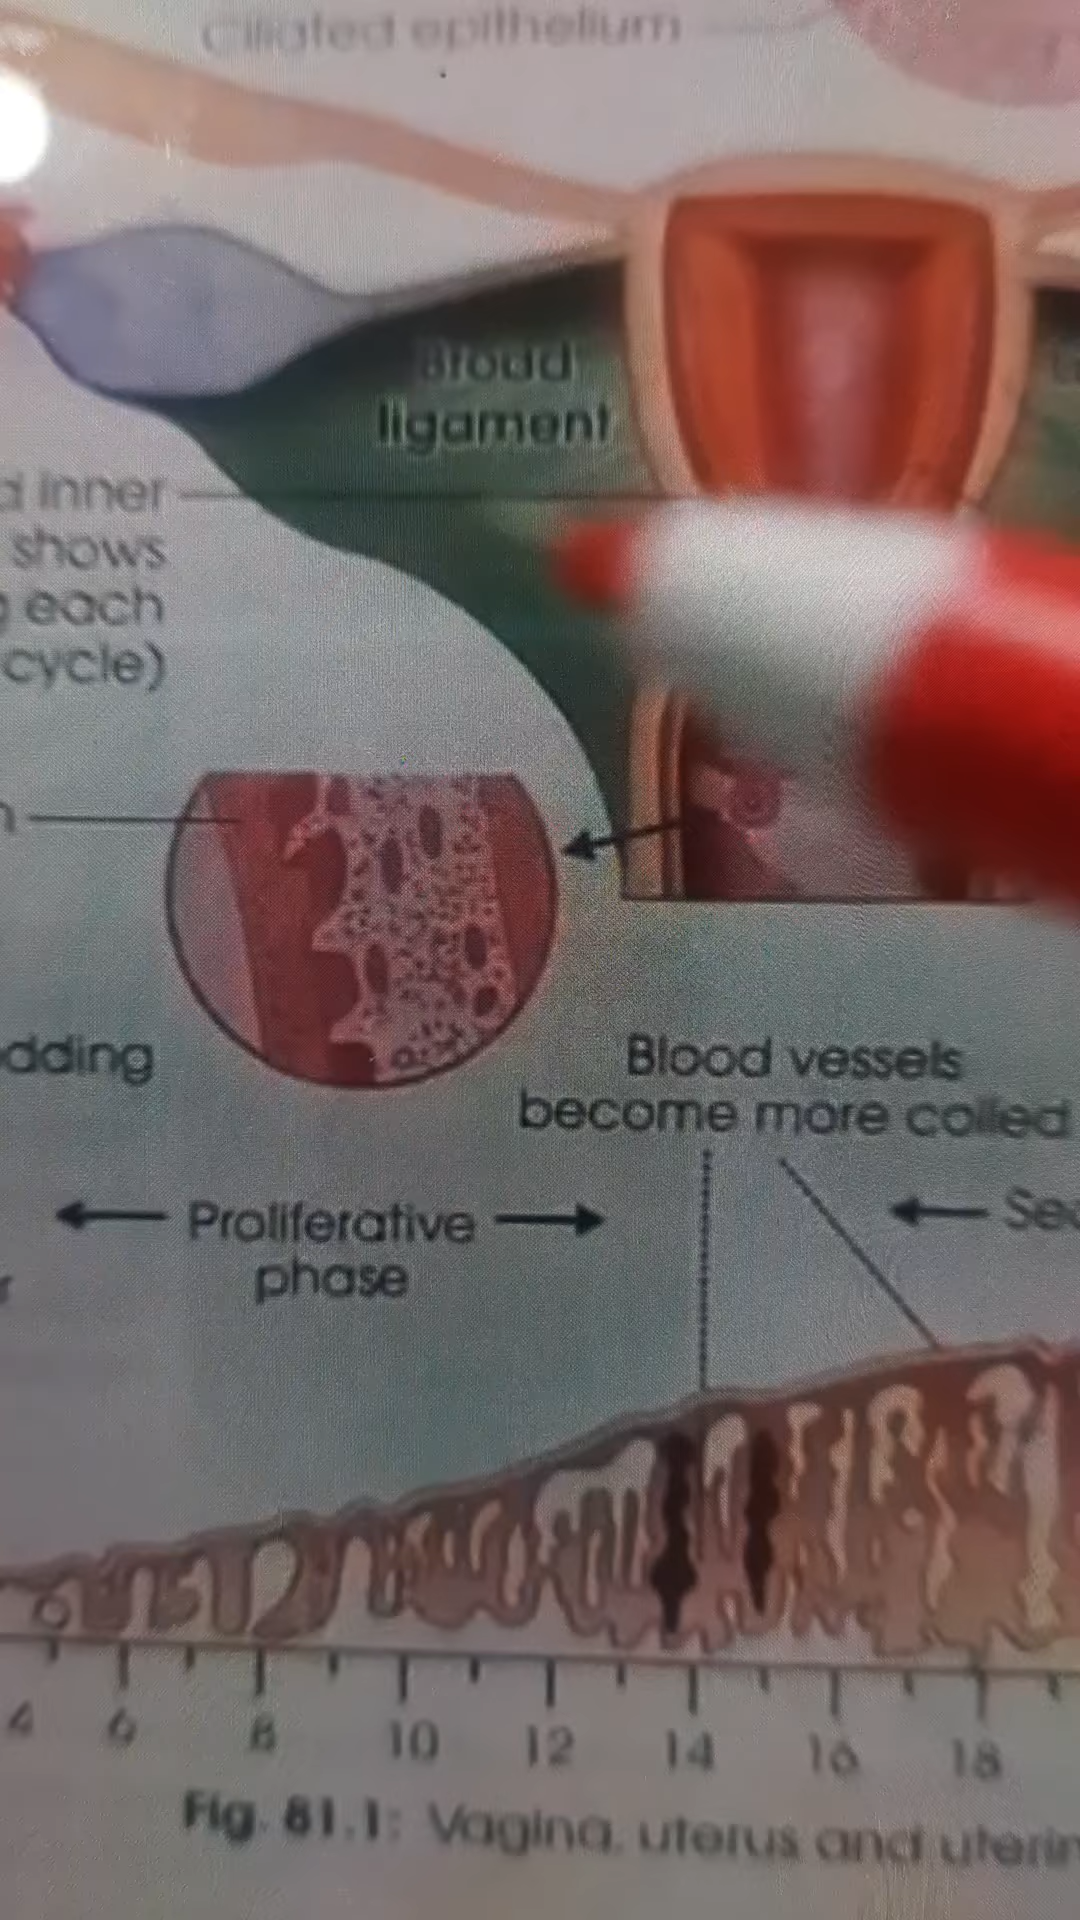 Ciliated epithelium
Broad
ligament
d inner
shows
g each
cycle)
n
dding
Blood vessels
become more coiled
Proliferative
phase
Sec
r
4 6 8 10 12 14 16 18
Fig. 81.1: Vagina, uterus and uterin